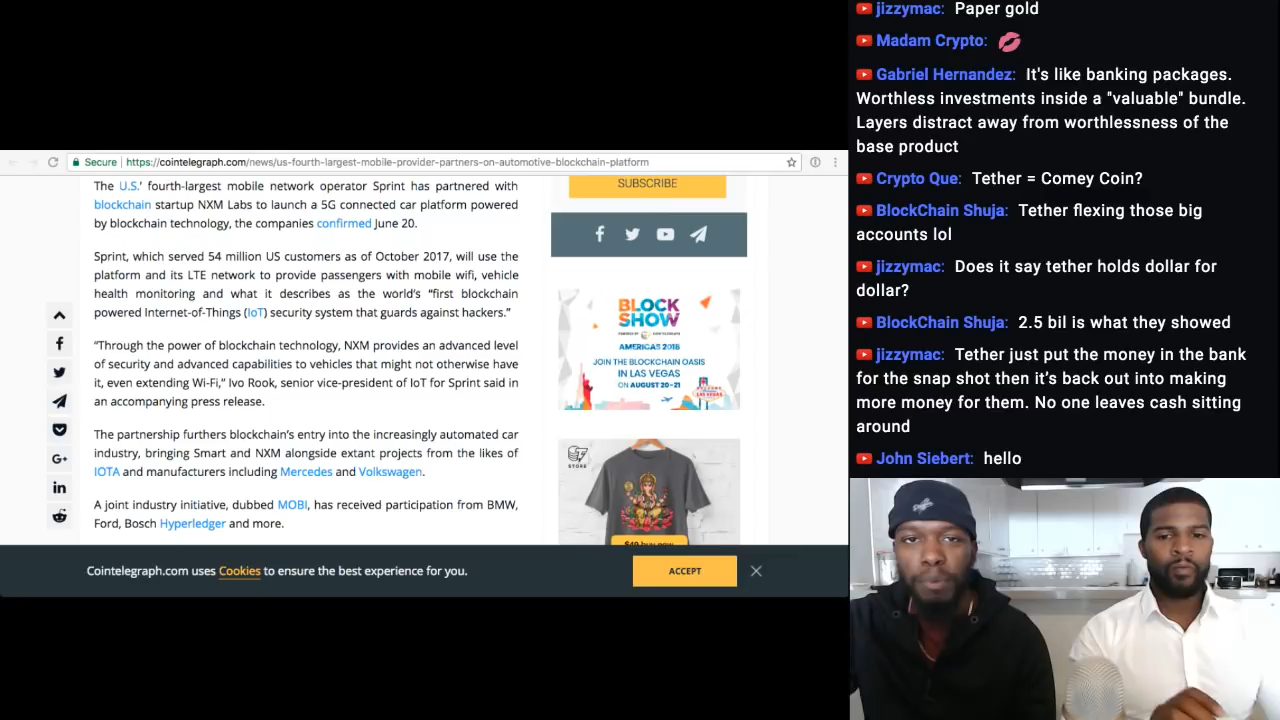 Secure | https://cointelegraph.com/news/us-fourth-largest-mobile-provider-partners-on-automotive-blockchain-platform
The U.S.' fourth-largest mobile network operator Sprint has partnered with
blockchain startup NXM Labs to launch a 5G connected car platform powered
by blockchain technology, the companies confirmed June 20.
Sprint, which served 54 million US customers as of October 2017, will use the
platform and its LTE network to provide passengers with mobile wifi, vehicle
health monitoring and what it describes as the world's “first blockchain
powered Internet-of-Things (IoT) security system that guards against hackers.”
“Through the power of blockchain technology, NXM provides an advanced level
of security and advanced capabilities to vehicles that might not otherwise have
it, even extending Wi-Fi,” Ivo Rook, senior vice-president of IoT for Sprint said in
an accompanying press release.
The partnership furthers blockchain's entry into the increasingly automated car
industry, bringing Smart and NXM alongside extant projects from the likes of
IOTA and manufacturers including Mercedes and Volkswagen.
A joint industry initiative, dubbed MOBI, has received participation from BMW,
Ford, Bosch Hyperledger and more.
SUBSCRIBE
BLOCK
SHOW
AMERICAS 2018
JOIN THE BLOCKCHAIN OASIS
IN LAS VEGAS
ON AUGUST 20-21
STORE
$49 buy now
Cointelegraph.com uses Cookies to ensure the best experience for you.
ACCEPT
jizzymac: Paper gold
Madam Crypto: 💋
Gabriel Hernandez: It's like banking packages.
Worthless investments inside a "valuable" bundle.
Layers distract away from worthlessness of the
base product
Crypto Que: Tether = Comey Coin?
BlockChain Shuja: Tether flexing those big
accounts lol
jizzymac: Does it say tether holds dollar for
dollar?
BlockChain Shuja: 2.5 bil is what they showed
jizzymac: Tether just put the money in the bank
for the snap shot then it’s back out into making
more money for them. No one leaves cash sitting
around
John Siebert: hello